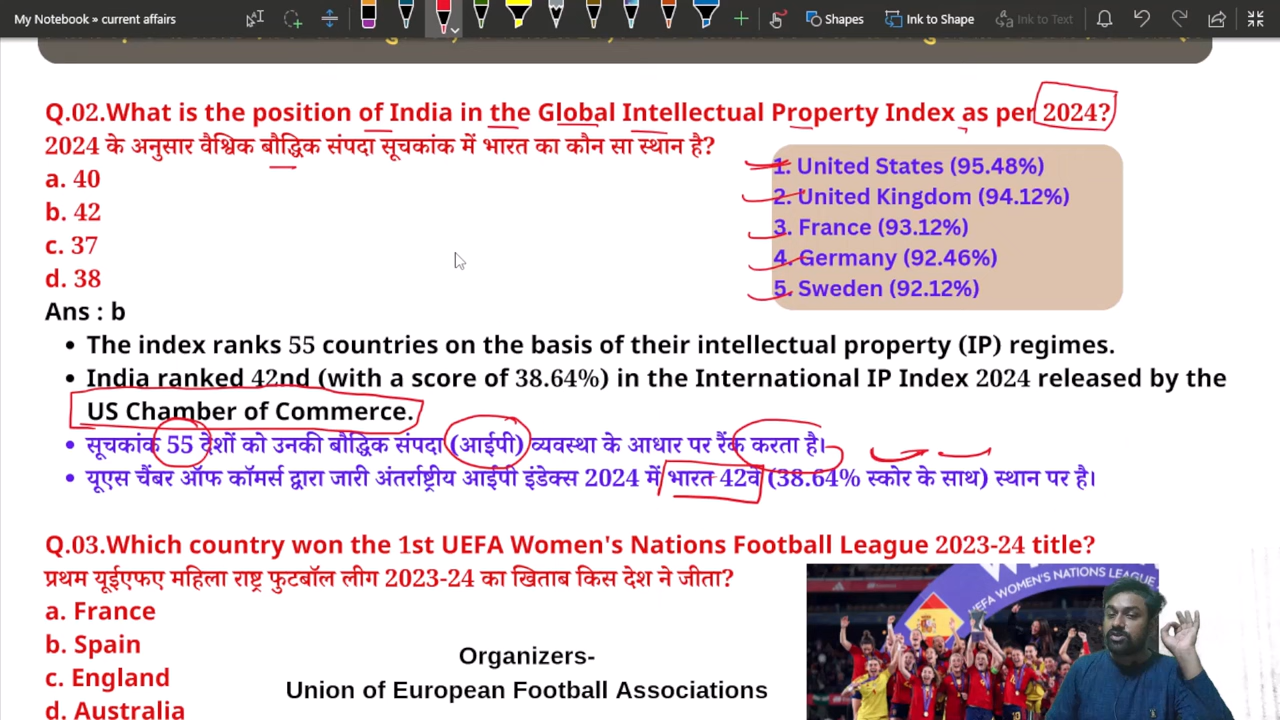 My Notebook » current affairs
Shapes
Ink to Shape
Ink to Text
Q.02.What is the position of India in the Global Intellectual Property Index as per 2024?
2024 के अनुसार वैश्विक बौद्धिक संपदा सूचकांक में भारत का कौन सा स्थान है?
a. 40
b. 42
c. 37
d. 38
1. United States (95.48%)
2. United Kingdom (94.12%)
3. France (93.12%)
4. Germany (92.46%)
5. Sweden (92.12%)
Ans : b
• The index ranks 55 countries on the basis of their intellectual property (IP) regimes.
• India ranked 42nd (with a score of 38.64%) in the International IP Index 2024 released by the
US Chamber of Commerce.
• सूचकांक 55 देशों को उनकी बौद्धिक संपदा (आईपी) व्यवस्था के आधार पर रैंक करता है।
• यूएस चैंबर ऑफ कॉमर्स द्वारा जारी अंतर्राष्ट्रीय आईपी इंडेक्स 2024 में भारत 42वें (38.64% स्कोर के साथ) स्थान पर है।
Q.03.Which country won the 1st UEFA Women's Nations Football League 2023-24 title?
प्रथम यूईएफए महिला राष्ट्र फुटबॉल लीग 2023-24 का खिताब किस देश ने जीता?
a. France
b. Spain
c. England
d. Australia
Organizers-
Union of European Football Associations
UEFA WOMEN'S NATIONS LEAGUE